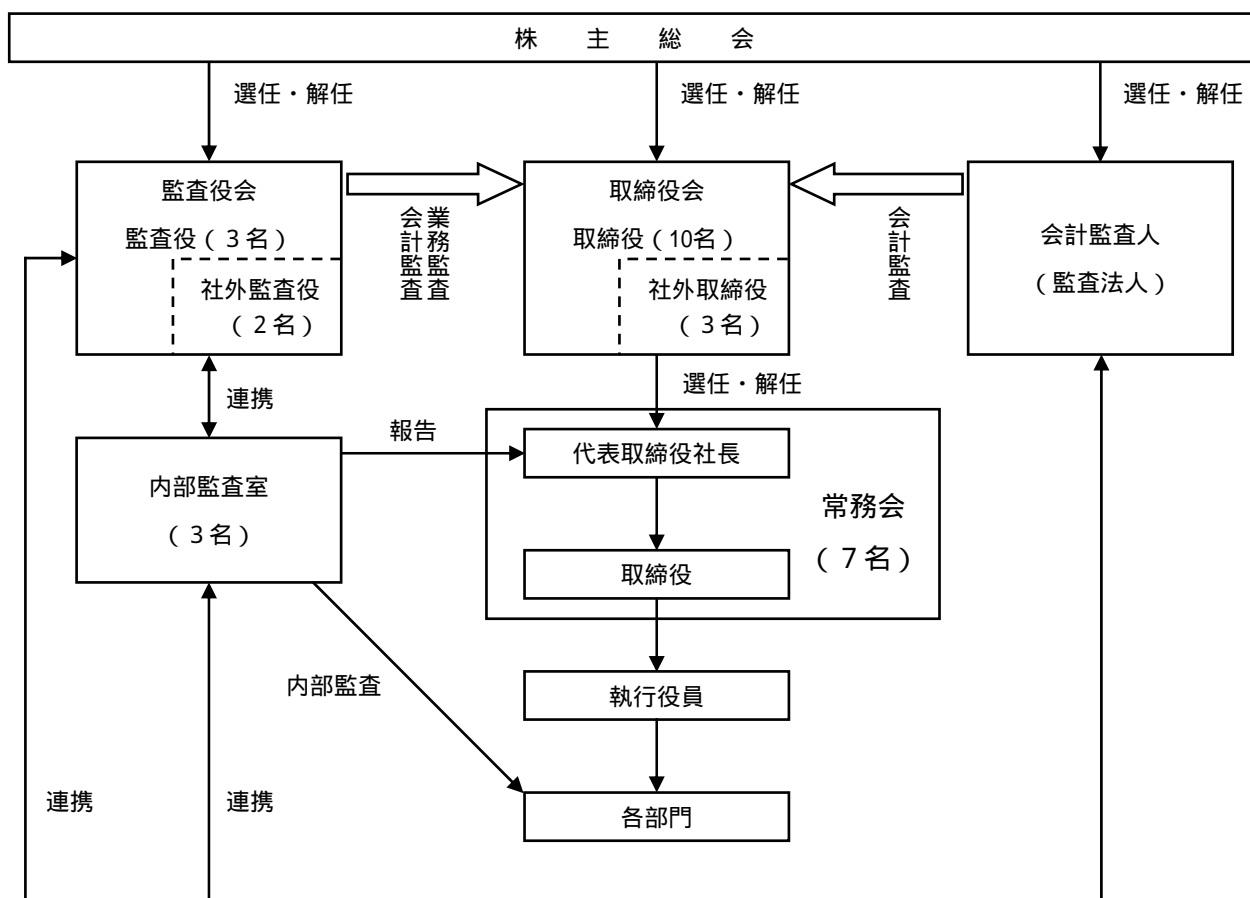 株 主 総 会
選任・解任
選任・解任
選任・解任
監査役会
監査役(3名)
社外監査役
(2名)
業務監査
会計監査
取締役会
取締役(10名)
社外取締役
(3名)
会計監査
会計監査人
(監査法人)
連携
選任・解任
報告
内部監査室
(3名)
代表取締役社長
常務会
(7名)
取締役
内部監査
執行役員
連携
連携
各部門